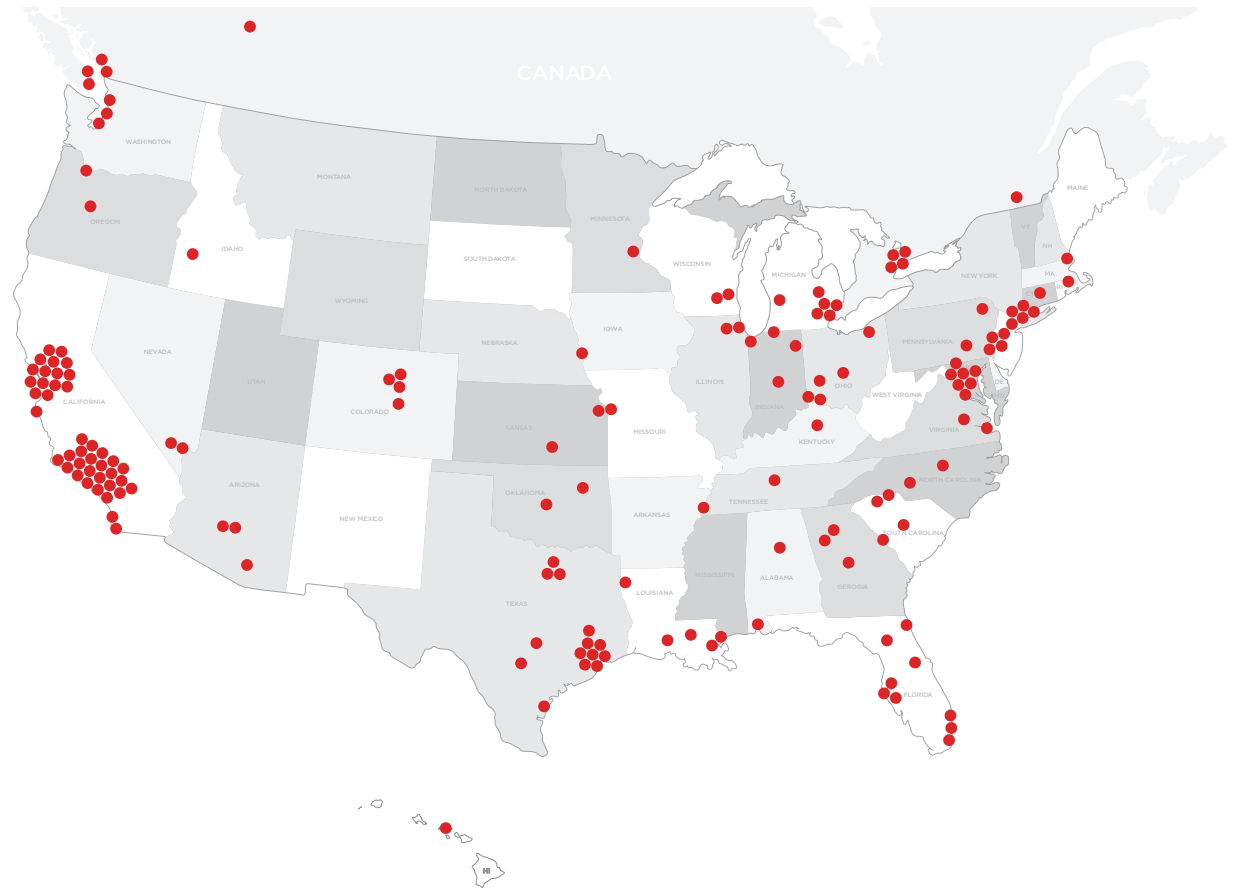 CANADA
WASHINGTON
MONTANA
NORTH DAKOTA
MINNESOTA
MAINE
VT
NH
OREGON
IDAHO
SOUTH DAKOTA
WISCONSIN
MICHIGAN
NEW YORK
MA
RI
WYOMING
NEVADA
UTAH
COLORADO
NEBRASKA
IOWA
ILLINOIS
INDIANA
OHIO
PENNSYLVANIA
DE
CALIFORNIA
KANSAS
MISSOURI
WEST VIRGINIA
KENTUCKY
VIRGINIA
ARIZONA
NEW MEXICO
OKLAHOMA
ARKANSAS
TENNESSEE
NORTH CAROLINA
SOUTH CAROLINA
TEXAS
LOUISIANA
MISSISSIPPI
ALABAMA
GEROGIA
FLORIDA
HI